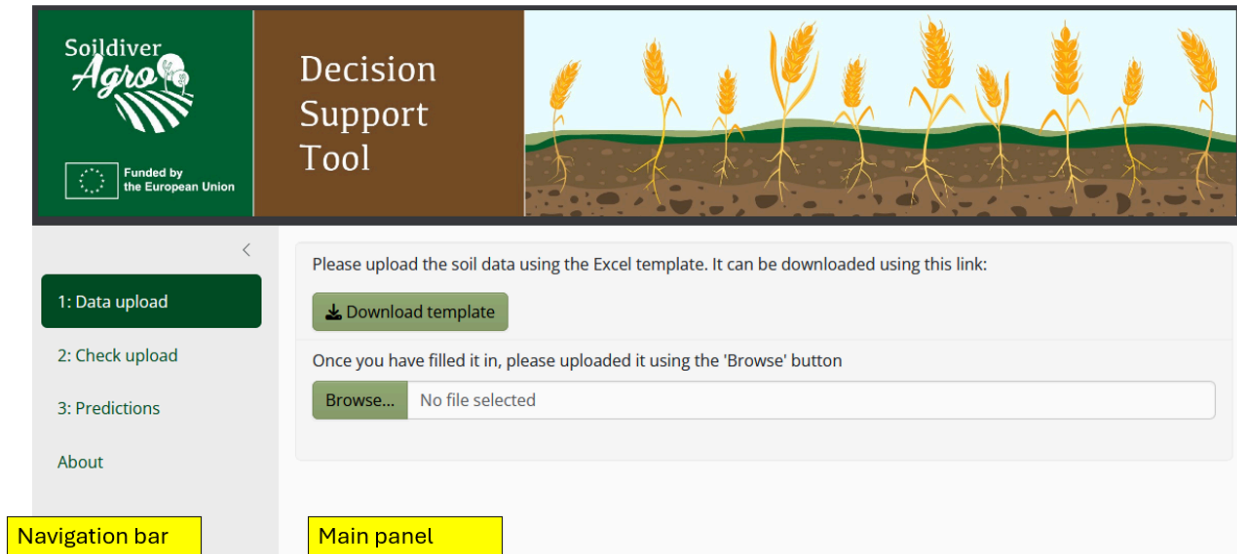 Soildiver
Agro
Funded by
the European Union
Decision
Support
Tool
<
1: Data upload
2: Check upload
3: Predictions
About
Please upload the soil data using the Excel template. It can be downloaded using this link:
Download template
Once you have filled it in, please uploaded it using the 'Browse' button
Browse... No file selected
Navigation bar
Main panel